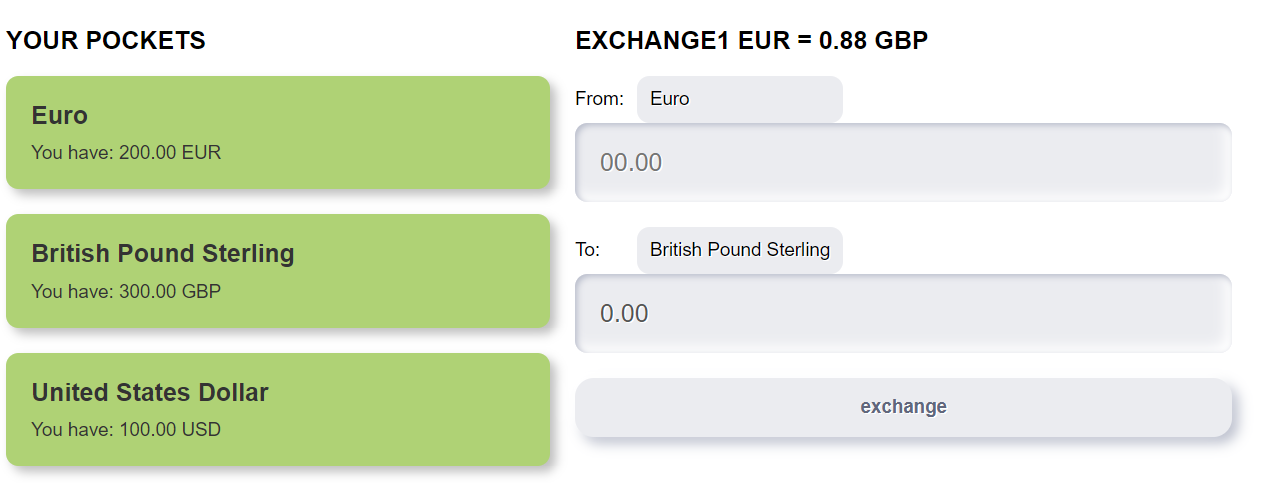 YOUR POCKETS
Euro
You have: 200.00 EUR
British Pound Sterling
You have: 300.00 GBP
United States Dollar
You have: 100.00 USD
EXCHANGE1 EUR = 0.88 GBP
From: Euro
00.00
To: British Pound Sterling
0.00
exchange